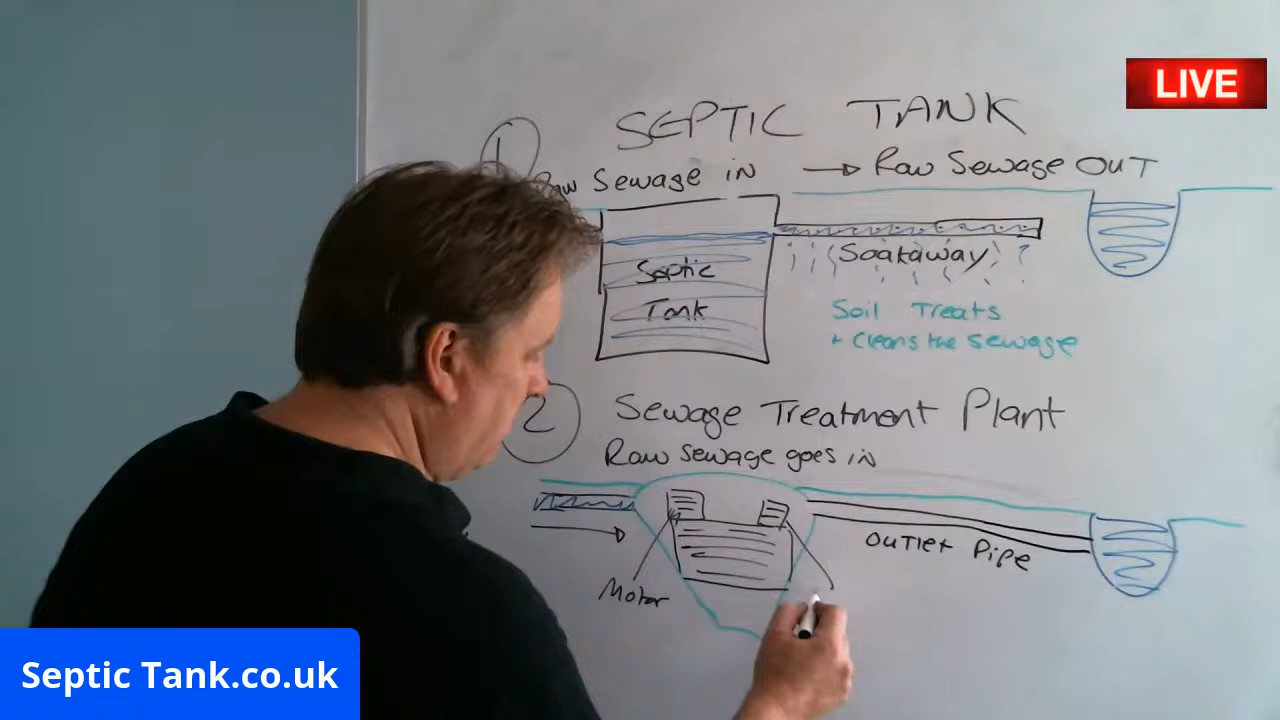 LIVE
SEPTIC TANK
1
Sewage in → Raw Sewage OUT
Septic
Tank
Soakaway ?
Soil Treats
+ Cleans the sewage
2
Sewage Treatment Plant
Raw sewage goes in
OUTLET Pipe
Motor
Septic Tank.co.uk